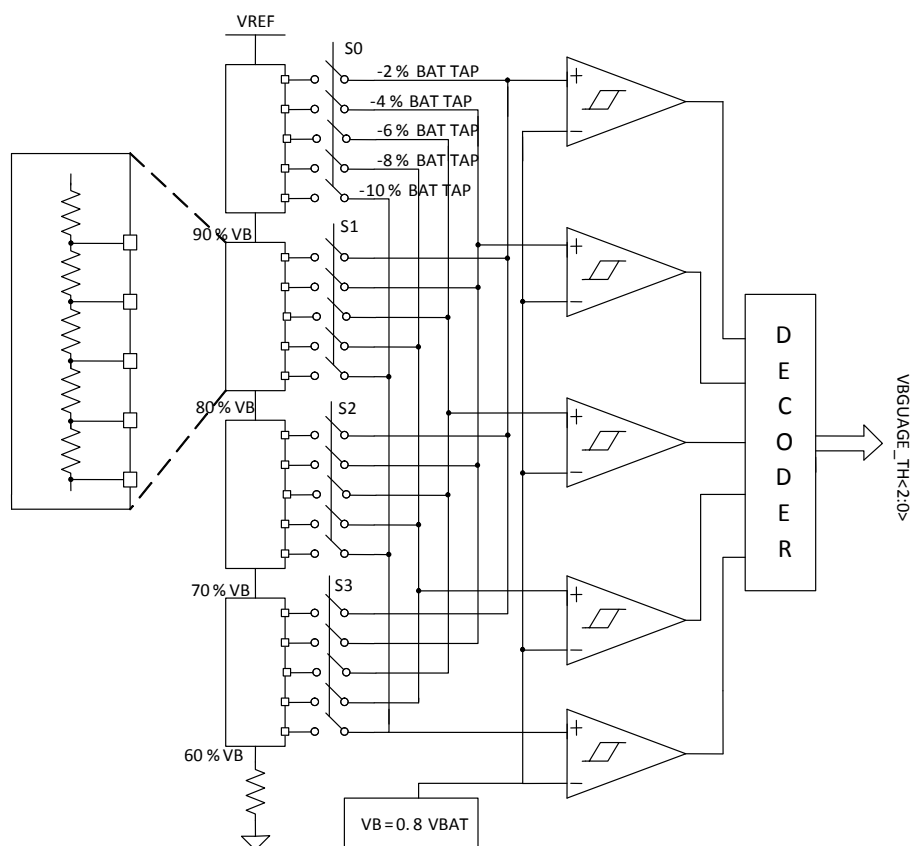 VREF
S0
-2 % BAT TAP
-4 % BAT TAP
-6 % BAT TAP
-8 % BAT TAP
-10 % BAT TAP
90 % VB
S1
80 % VB
S2
70 % VB
S3
60 % VB
VB = 0. 8 VBAT
+
−
+
−
+
−
+
−
+
−
DECODER
VBGUAGE_TH<2:0>